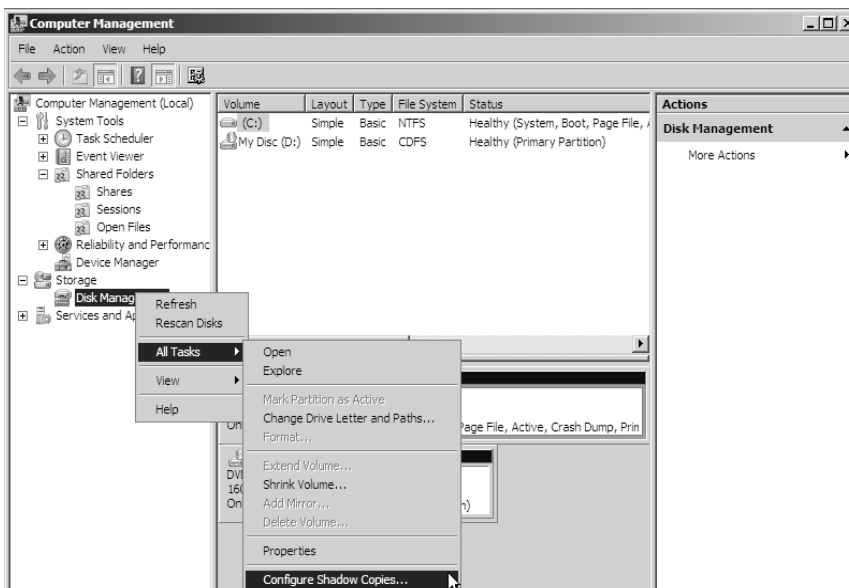 Computer Management
File Action View Help
Computer Management (Local)
System Tools
Task Scheduler
Event Viewer
Shared Folders
Shares
Sessions
Open Files
Reliability and Performanc
Device Manager
Storage
Disk Manag
Services and Ap
Volume Layout Type File System Status
(C:) Simple Basic NTFS Healthy (System, Boot, Page File,
My Disc (D:) Simple Basic CDFS Healthy (Primary Partition)
Actions
Disk Management
More Actions
Refresh
Rescan Disks
All Tasks
View
Help
Open
Explore
Mark Partition as Active
Change Drive Letter and Paths...
Format...
Extend Volume...
Shrink Volume...
Add Mirror...
Delete Volume...
Properties
Configure Shadow Copies...
On
Page File, Active, Crash Dump, Prin
DV
16
On
n)